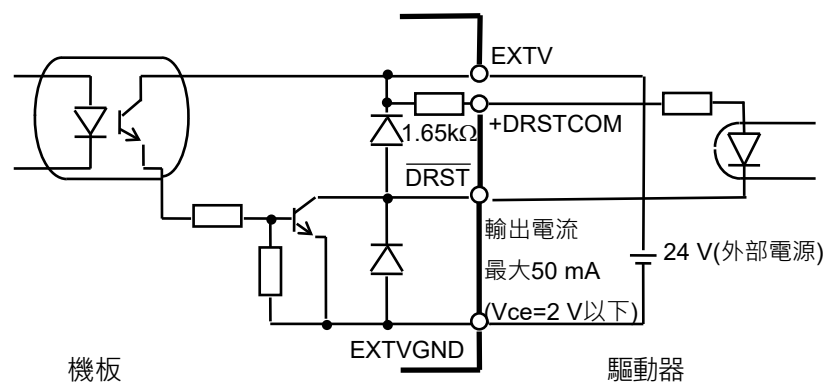 EXTV
1.65kΩ
+DRSTCOM
D̅R̅S̅T̅
輸出電流
最大50 mA
(Vce=2 V以下)
24 V(外部電源)
EXTVGND
機板
驅動器